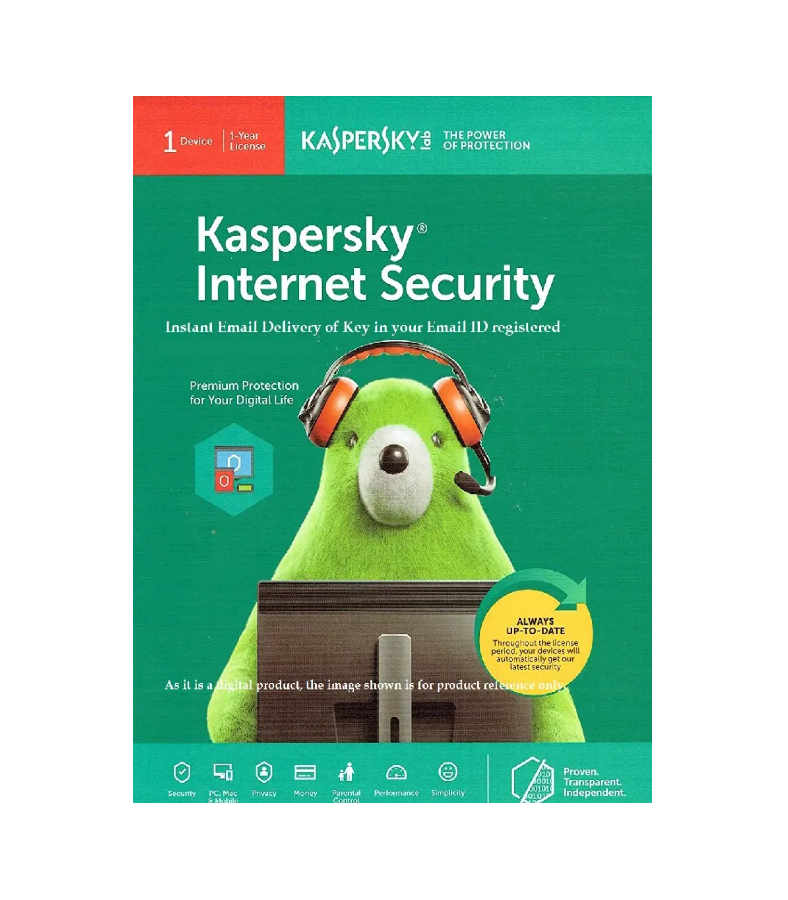 1 Device
1-Year
License
KASPERSKY lab
THE POWER
OF PROTECTION
Kaspersky®
Internet Security
Instant Email Delivery of Key in your Email ID registered
Premium Protection
for Your Digital Life
ALWAYS
UP-TO-DATE
Throughout the license
period, your devices will
automatically get our
latest security
As it is a digital product, the image shown is for product reference only.
Security
PC, Mac
& Mobile
Privacy
Money
Parental
Control
Performance
Simplicity
Proven.
Transparent.
Independent.